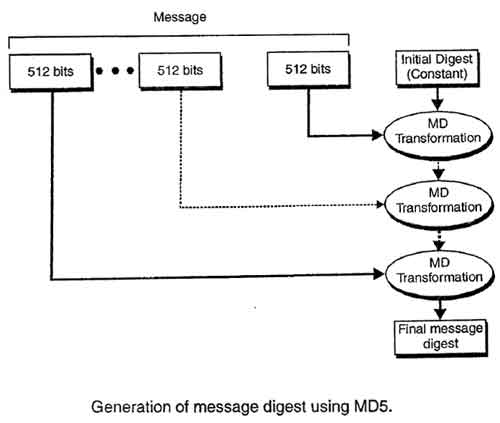 Message
512 bits
512 bits
512 bits
Initial Digest
(Constant)
MD
Transformation
MD
Transformation
MD
Transformation
Final message
digest
Generation of message digest using MD5.